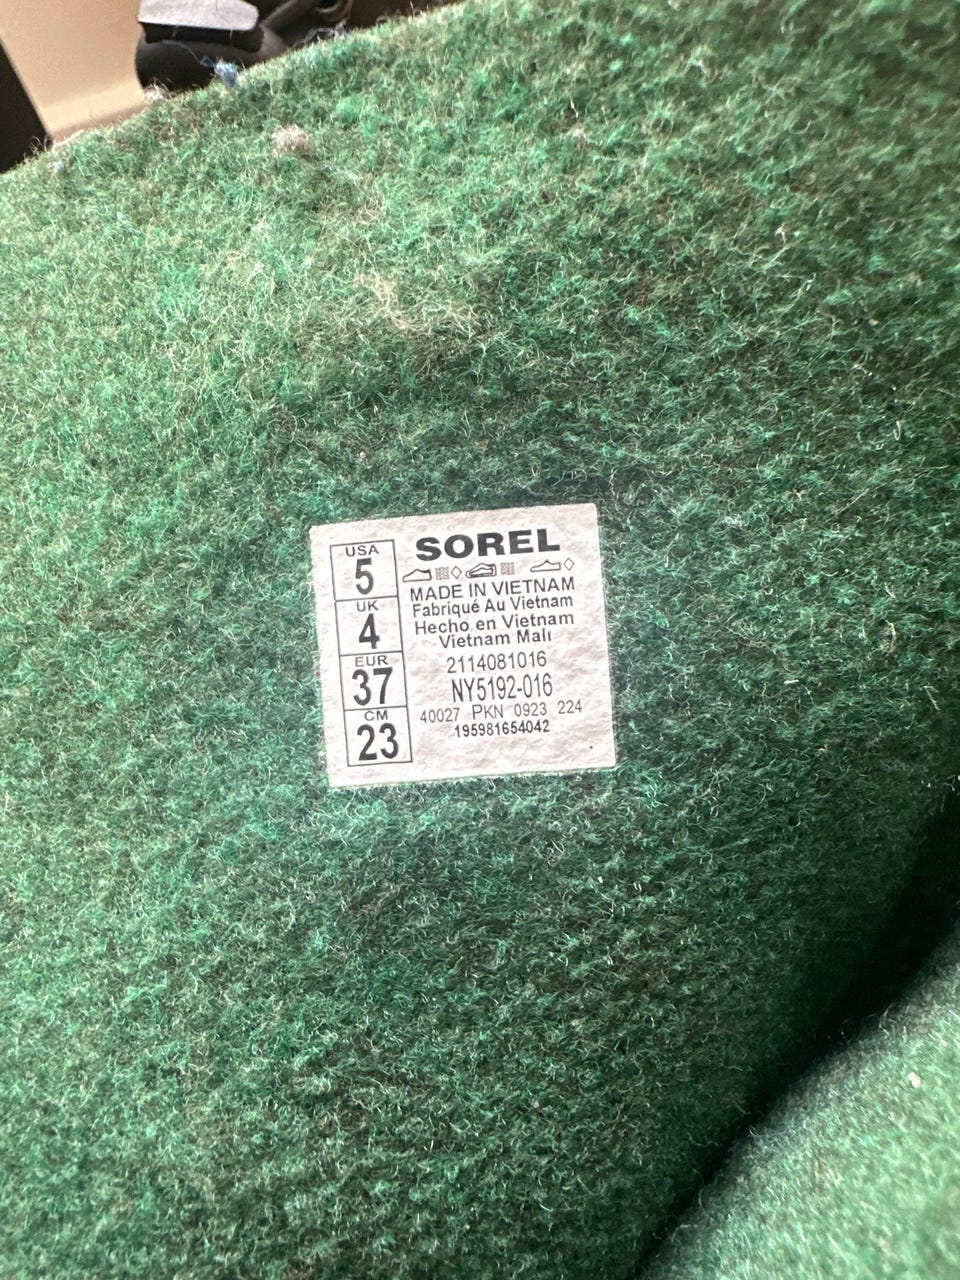 USA
5
UK
4
EUR
37
CM
23
SOREL
MADE IN VIETNAM
Fabriqué Au Vietnam
Hecho en Vietnam
Vietnam Malı
2114081016
NY5192-016
40027 PKN 0923 224
195981654042